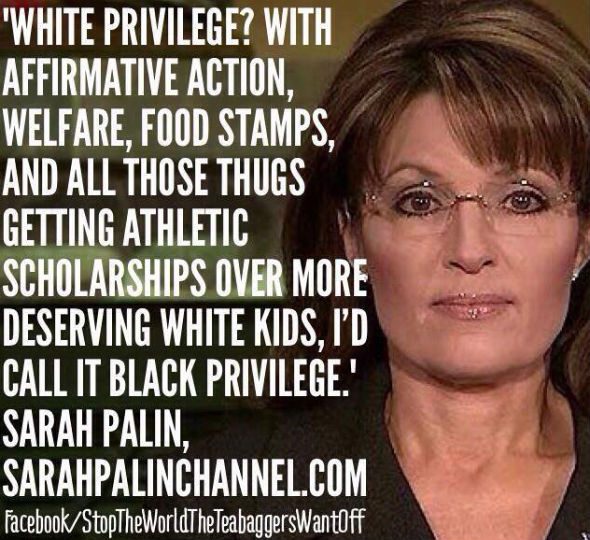 'WHITE PRIVILEGE? WITH
AFFIRMATIVE ACTION,
WELFARE, FOOD STAMPS,
AND ALL THOSE THUGS
GETTING ATHLETIC
SCHOLARSHIPS OVER MORE
DESERVING WHITE KIDS, I'D
CALL IT BLACK PRIVILEGE.'
SARAH PALIN,
SARAHPALINCHANNEL.COM
Facebook/StopTheWorldTheTeabaggersWantOff